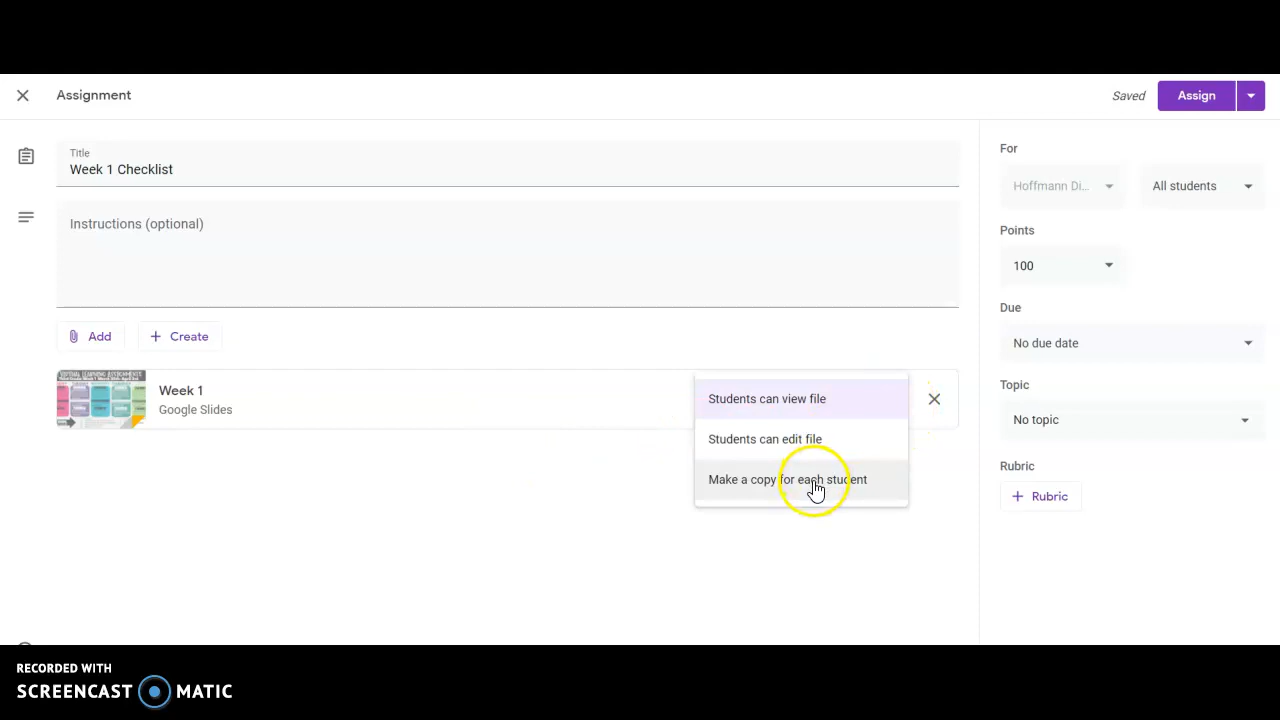 Assignment
Saved
Assign
Title
Week 1 Checklist
Instructions (optional)
Add
Create
Week 1
Google Slides
Students can view file
Students can edit file
Make a copy for each student
For
Hoffmann Di...
All students
Points
100
Due
No due date
Topic
No topic
Rubric
Rubric
RECORDED WITH
SCREENCAST MATIC